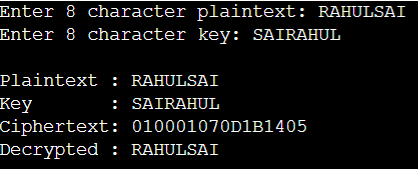 Enter 8 character plaintext: RAHULSAI
Enter 8 character key: SAIRAHUL
Plaintext : RAHULSAI
Key : SAIRAHUL
Ciphertext: 010001070D1B1405
Decrypted : RAHULSAI